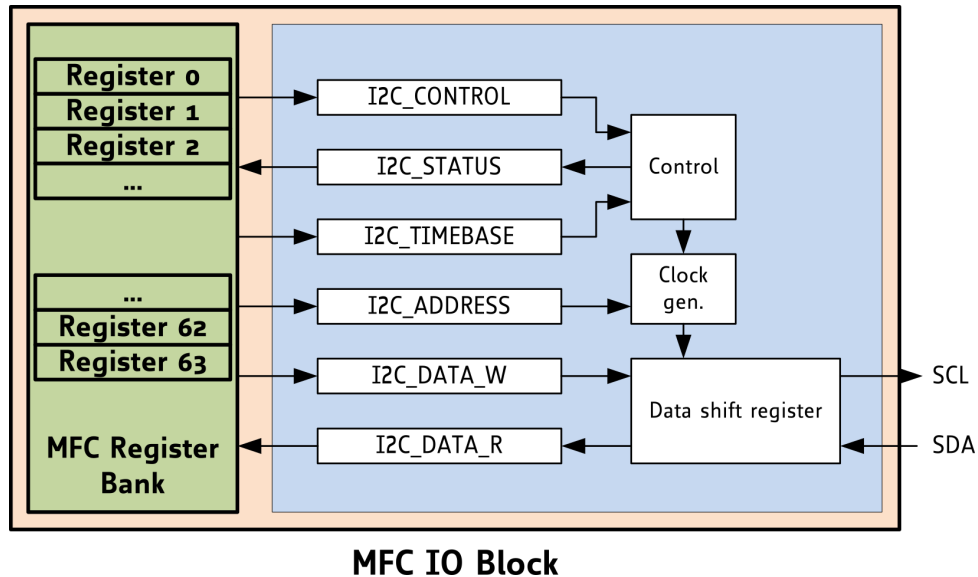 Register 0
Register 1
Register 2
...
...
Register 62
Register 63
MFC Register
Bank
I2C_CONTROL
I2C_STATUS
I2C_TIMEBASE
I2C_ADDRESS
I2C_DATA_W
I2C_DATA_R
Control
Clock
gen.
Data shift register
SCL
SDA
MFC IO Block